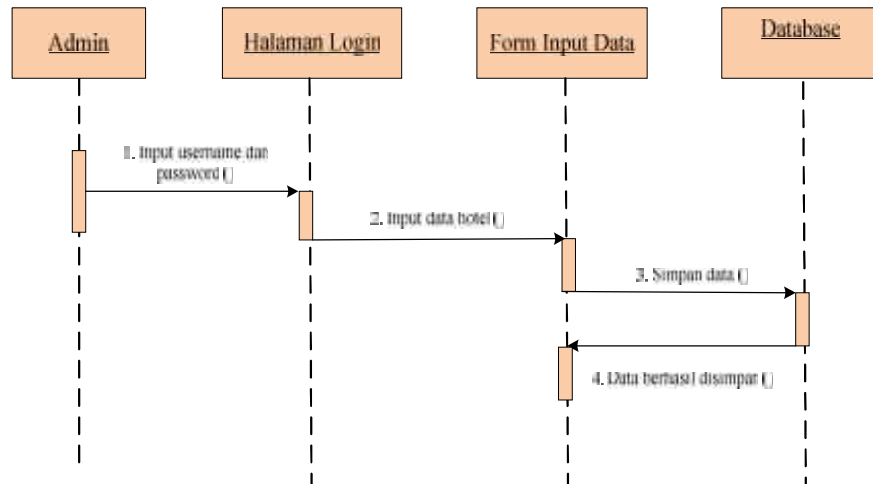 Admin
Halaman Login
Form Input Data
Database
1. Input username dan
password ()
2. Input data hotel ()
3. Simpan data ()
4. Data berhasil disimpan ()